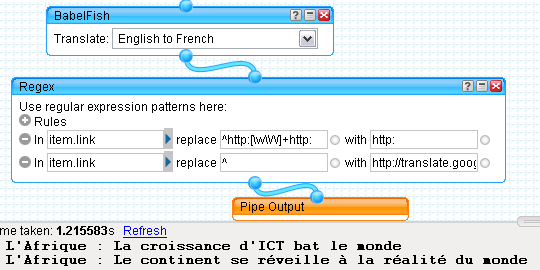 BabelFish
Translate: English to French
Regex
Use regular expression patterns here:
Rules
In item.link replace ^http:[\w\W]+http: with http:
In item.link replace ^ with http://translate.goog
Pipe Output
me taken: 1.215583s Refresh
L'Afrique : La croissance d'ICT bat le monde
L'Afrique : Le continent se réveille à la réalité du monde